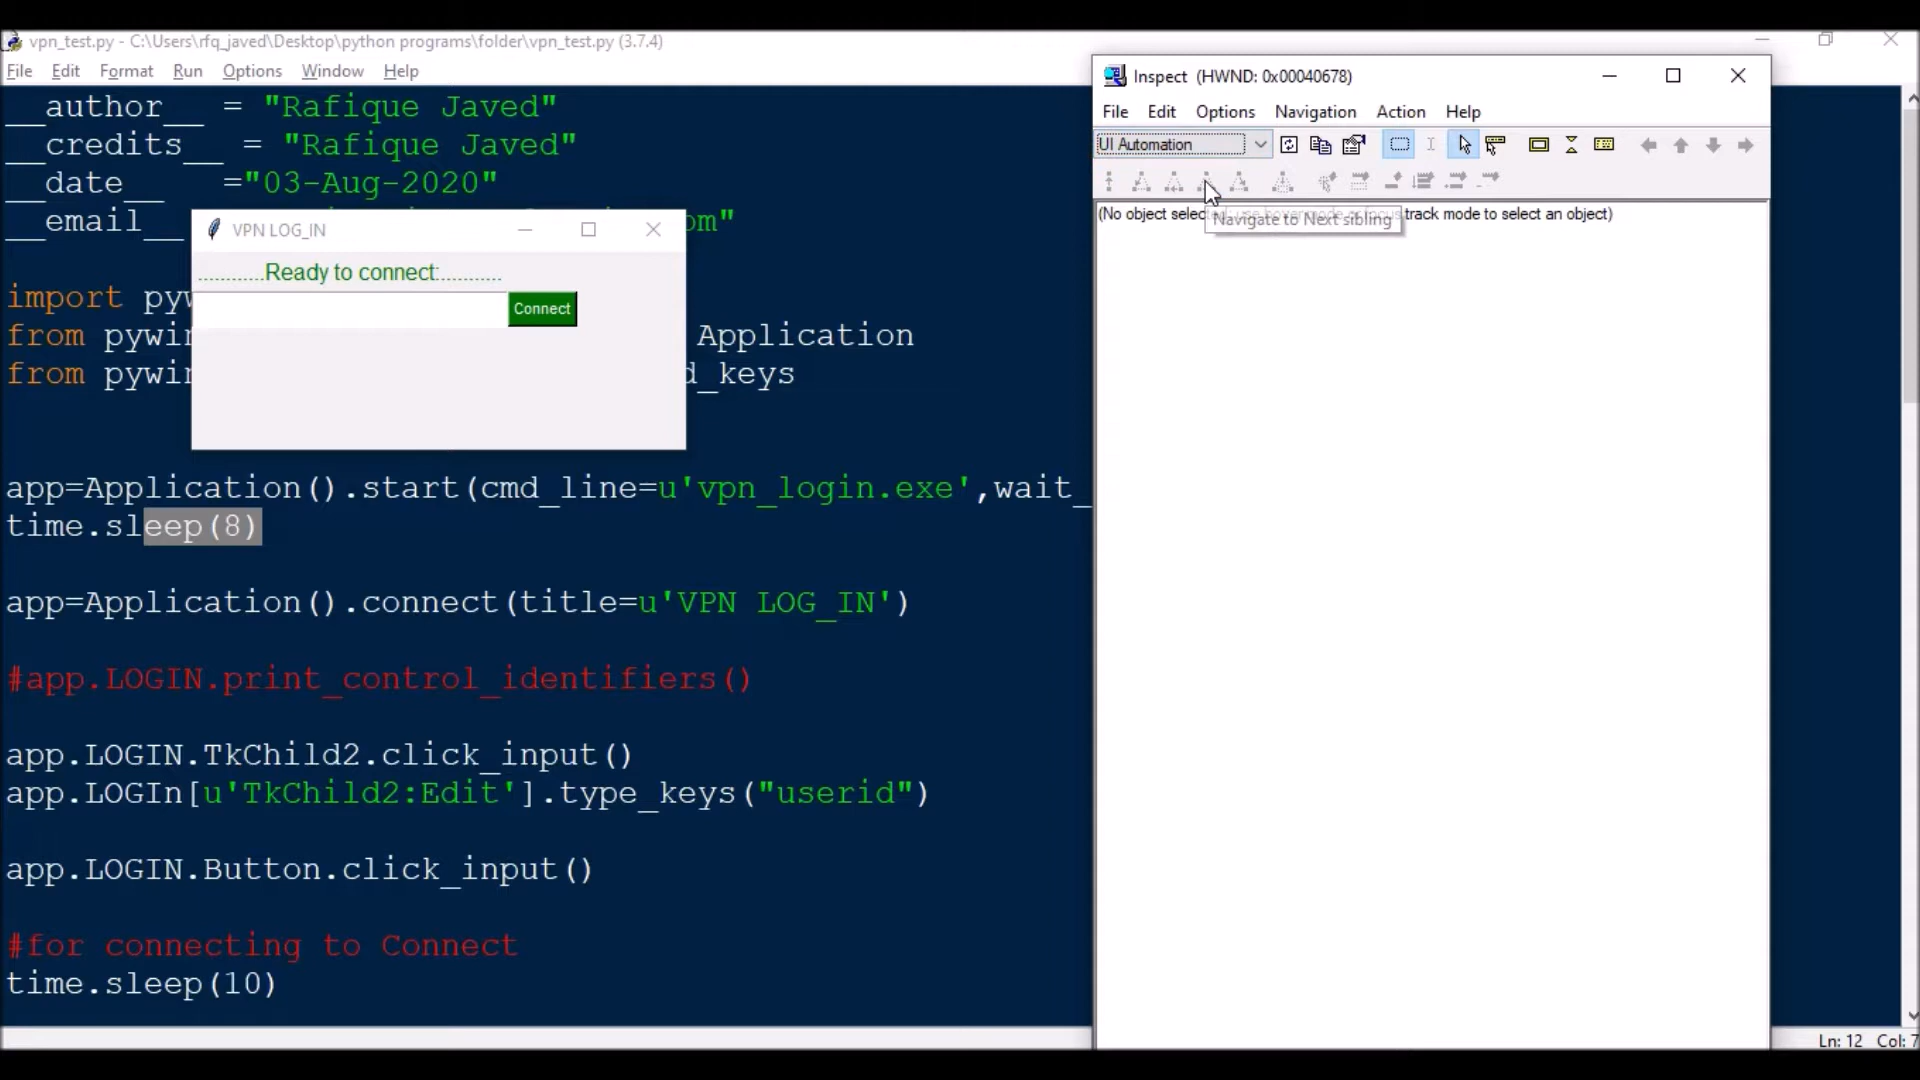 vpn_test.py - C:\Users\rfq_javed\Desktop\python programs\folder\vpn_test.py (3.7.4)
File Edit Format Run Options Window Help
__author__ = "Rafique Javed"
__credits__ = "Rafique Javed"
__date__ ="03-Aug-2020"
__email__ om"
import pyw
from pywin Application
from pywin d_keys
app=Application().start(cmd_line=u'vpn_login.exe',wait_
time.sleep(8)
app=Application().connect(title=u'VPN LOG_IN')
#app.LOGIN.print_control_identifiers()
app.LOGIN.TkChild2.click_input()
app.LOGIn[u'TkChild2:Edit'].type_keys("userid")
app.LOGIN.Button.click_input()
#for connecting to Connect
time.sleep(10)
VPN LOG_IN
...........Ready to connect:..........
Connect
Inspect (HWND: 0x00040678)
File Edit Options Navigation Action Help
UI Automation
(No object track mode to select an object)
Navigate to Next sibling
Ln: 12 Col: 7